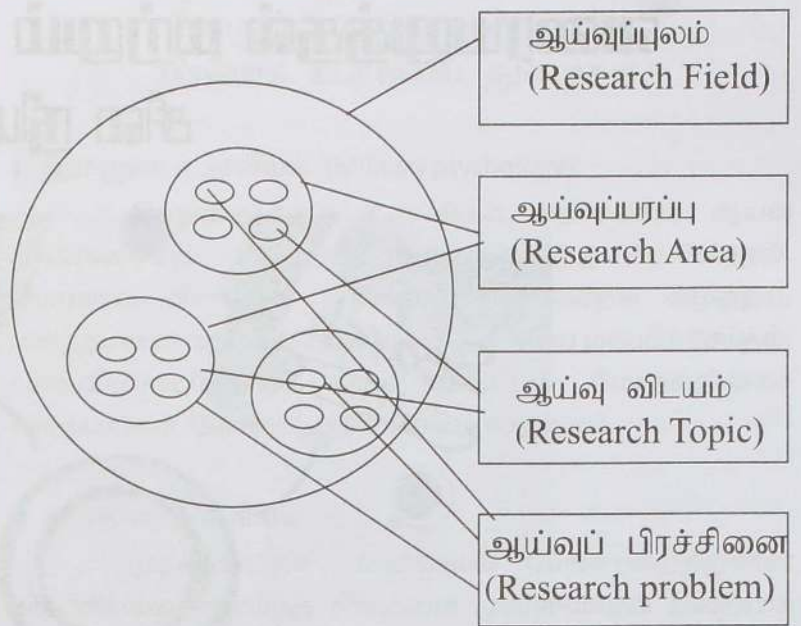 ஆய்வுப்புலம்
(Research Field)
ஆய்வுப்பரப்பு
(Research Area)
ஆய்வு விடயம்
(Research Topic)
ஆய்வுப் பிரச்சினை
(Research problem)